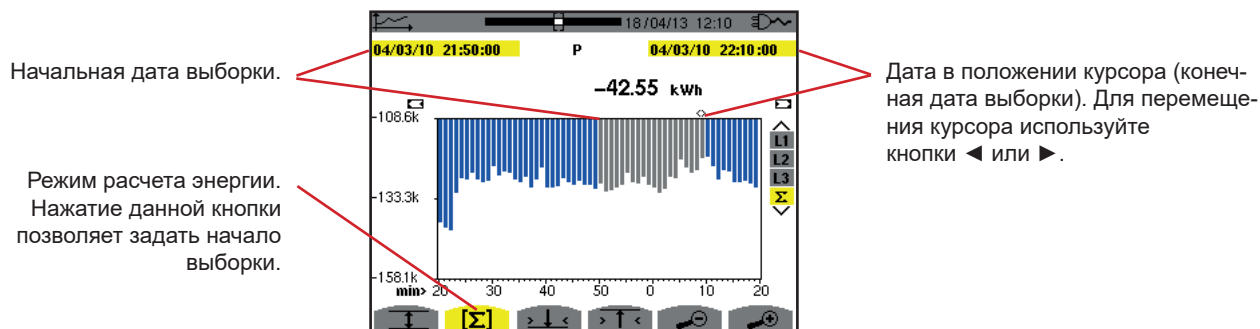 18/04/13 12:10
04/03/10 21:50:00 P 04/03/10 22:10:00
-42.55 kWh
Начальная дата выборки.
Дата в положении курсора (конеч-
ная дата выборки). Для перемеще-
ния курсора используйте
кнопки ◄ или ►.
Режим расчета энергии.
Нажатие данной кнопки
позволяет задать начало
выборки.
-108.6k
L1
L2
L3
Σ
-133.3k
-158.1k
min> 20 30 40 50 0 10 20
[Σ]